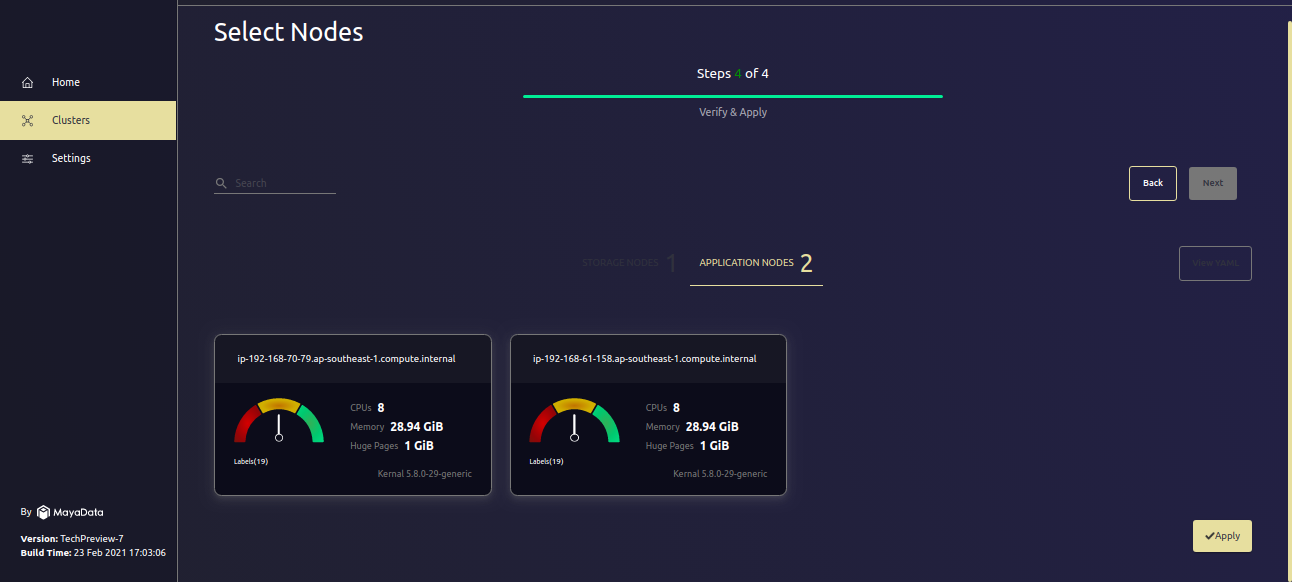 Select Nodes
Steps 4 of 4
Verify & Apply
Home
Clusters
Settings
Search
Back
Next
STORAGE NODES 1
APPLICATION NODES 2
View YAML
ip-192-168-70-79.ap-southeast-1.compute.internal
CPUs 8
Memory 28.94 GiB
Huge Pages 1 GiB
Labels(19)
Kernal 5.8.0-29-generic
ip-192-168-61-158.ap-southeast-1.compute.internal
CPUs 8
Memory 28.94 GiB
Huge Pages 1 GiB
Labels(19)
Kernal 5.8.0-29-generic
Apply
By MayaData
Version: TechPreview-7
Build Time: 23 Feb 2021 17:03:06